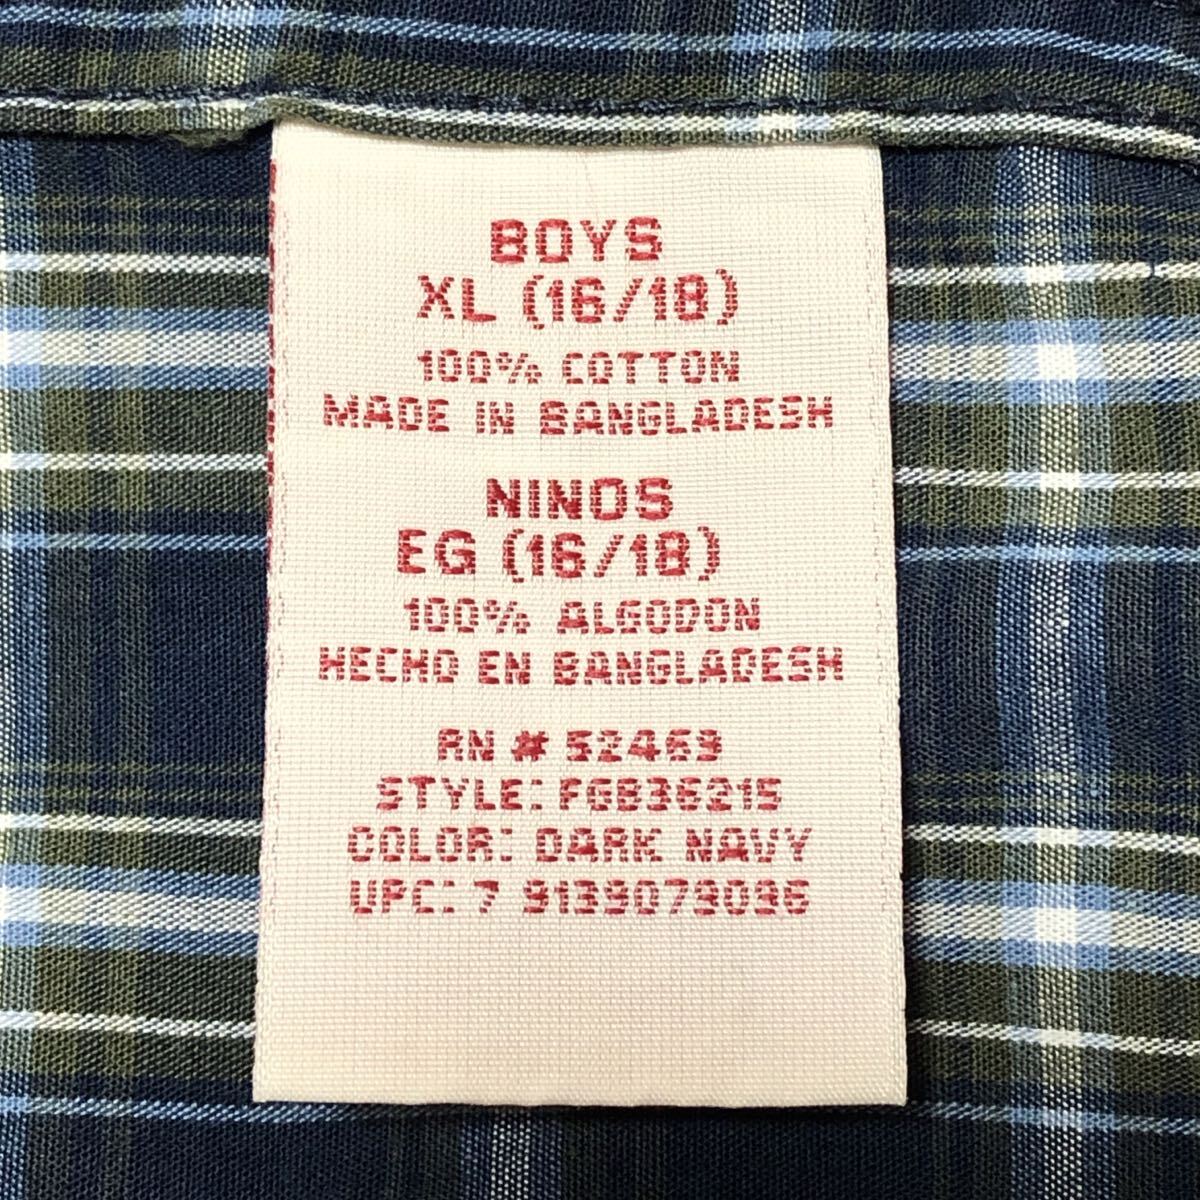 BOYS
XL (16/18)
100% COTTON
MADE IN BANGLADESH
NINOS
EG (16/18)
100% ALGODON
HECHO EN BANGLADESH
RN # 52469
STYLE: FGB36215
COLOR: DARK NAVY
UPC: 7 9139079096